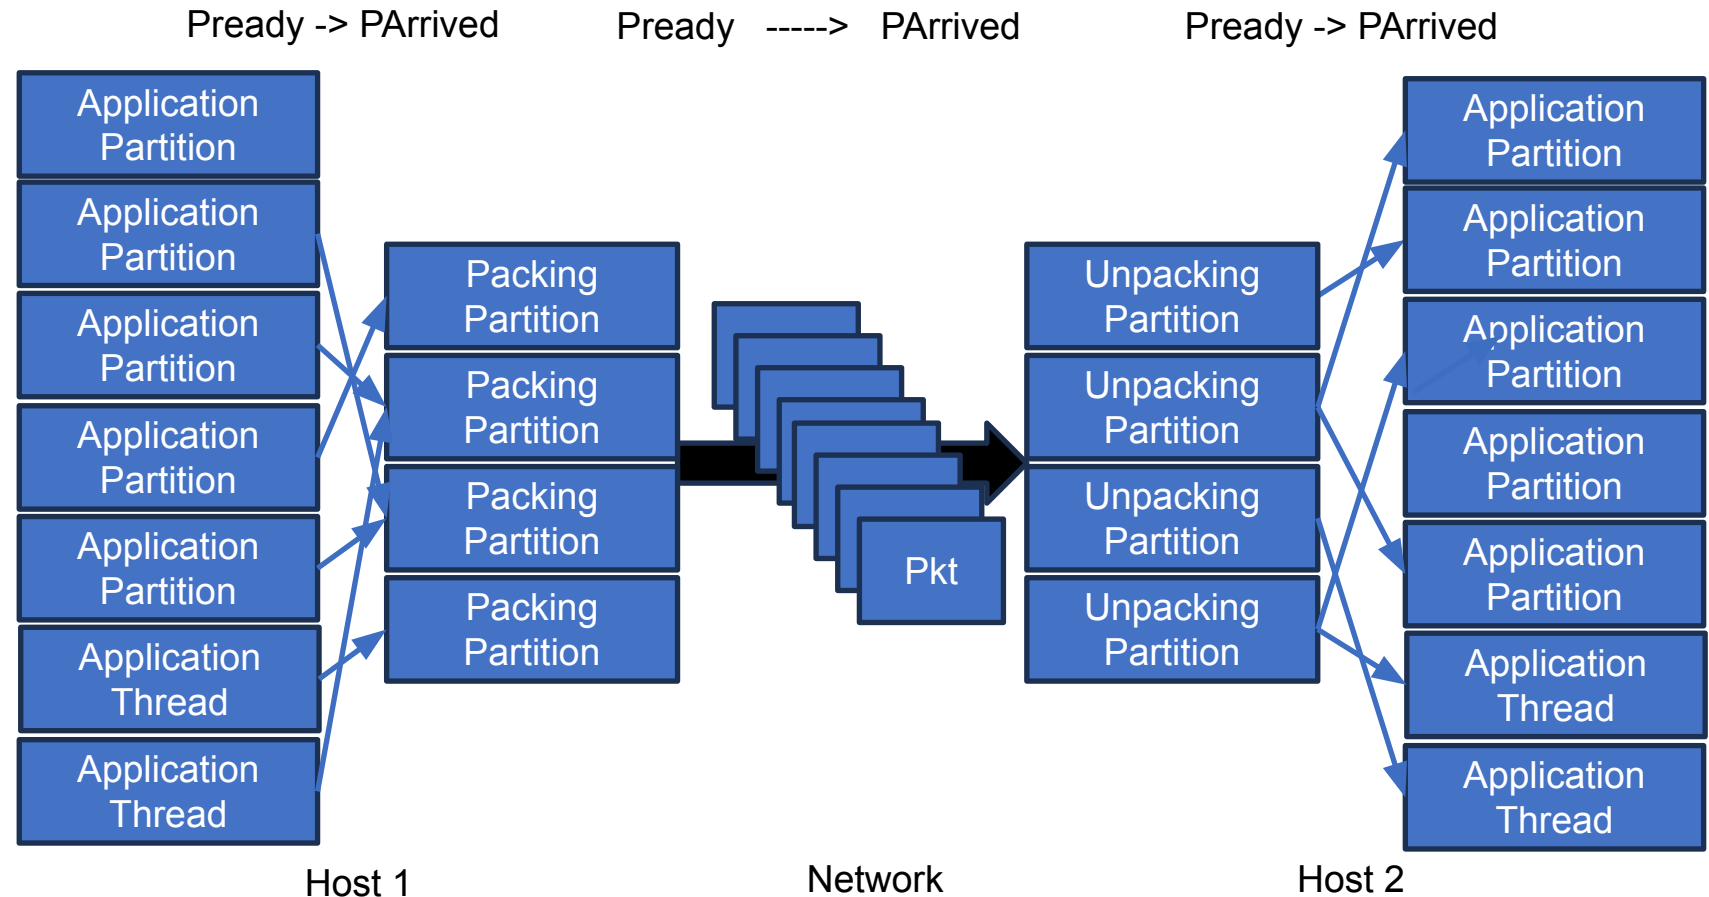 Pready -> PArrived
Pready -----> PArrived
Pready -> PArrived
Application
Partition
Application
Partition
Application
Partition
Application
Partition
Application
Partition
Application
Thread
Application
Thread
Packing
Partition
Packing
Partition
Packing
Partition
Packing
Partition
Pkt
Unpacking
Partition
Unpacking
Partition
Unpacking
Partition
Unpacking
Partition
Application
Partition
Application
Partition
Application
Partition
Application
Partition
Application
Partition
Application
Thread
Application
Thread
Host 1
Network
Host 2